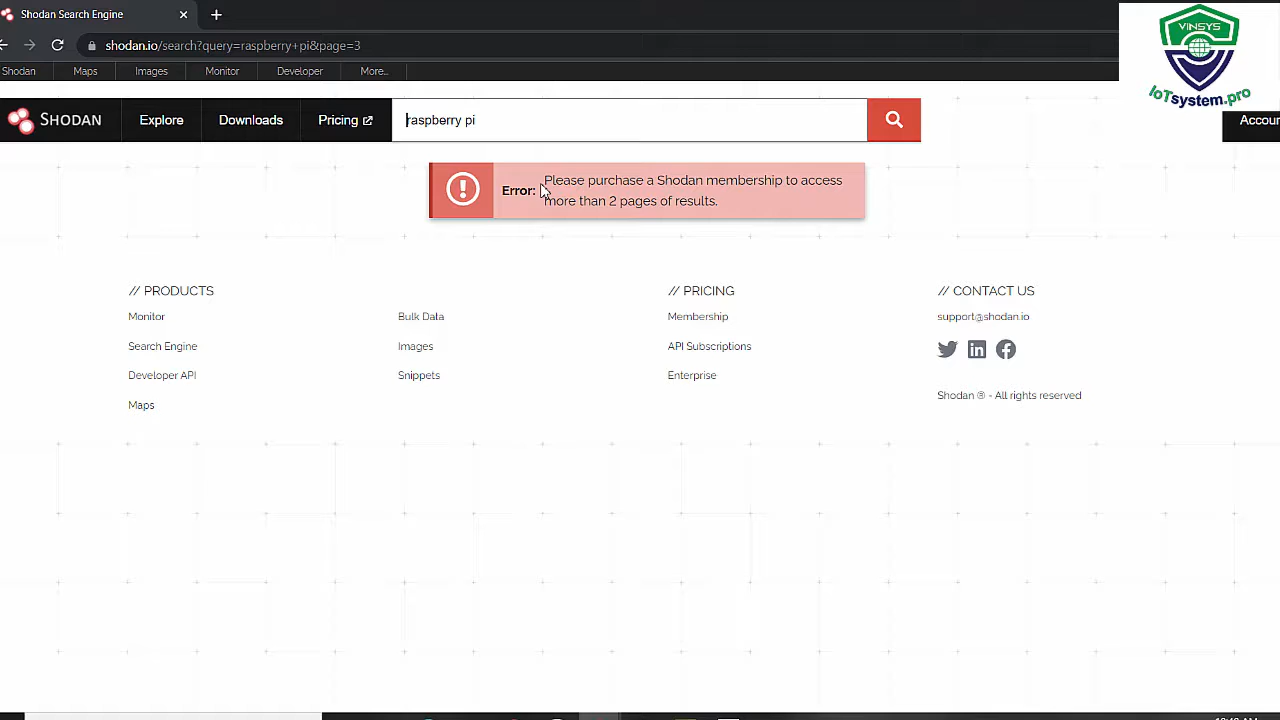 Shodan Search Engine
shodan.io/search?query=raspberry+pi&page=3
Shodan
Maps
Images
Monitor
Developer
More...
VINSYS
IoTsystem.pro
SHODAN
Explore
Downloads
Pricing
raspberry pi
Accoun
Error:
Please purchase a Shodan membership to access
more than 2 pages of results.
// PRODUCTS
Monitor
Search Engine
Developer API
Maps
Bulk Data
Images
Snippets
// PRICING
Membership
API Subscriptions
Enterprise
// CONTACT US
support@shodan.io
Shodan ® - All rights reserved